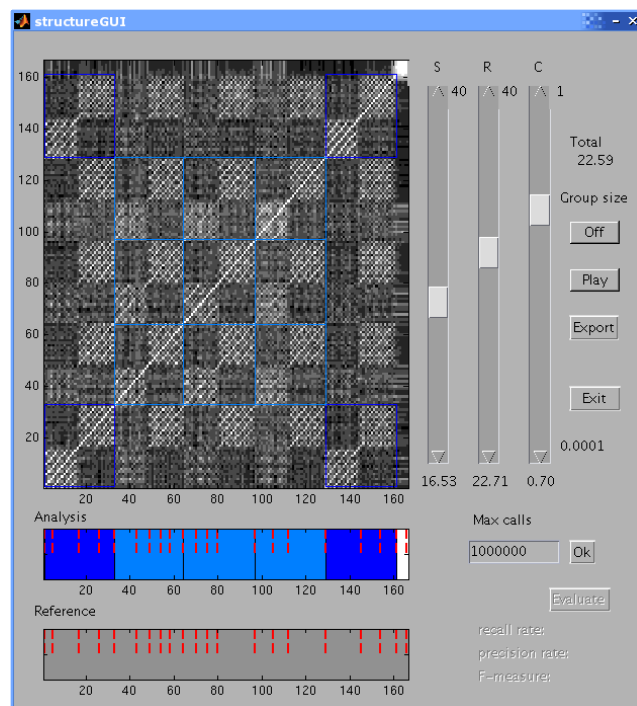 structureGUI
S R C
40 40 1
160
140
120
100
80
60
40
20
20 40 60 80 100 120 140 160
Total
22.59
Group size
Off
Play
Export
Exit
0.0001
16.53 22.71 0.70
Analysis
20 40 60 80 100 120 140 160
Max calls
1000000 Ok
Evaluate
Reference
20 40 60 80 100 120 140 160
recall rate:
precision rate:
F-measure: